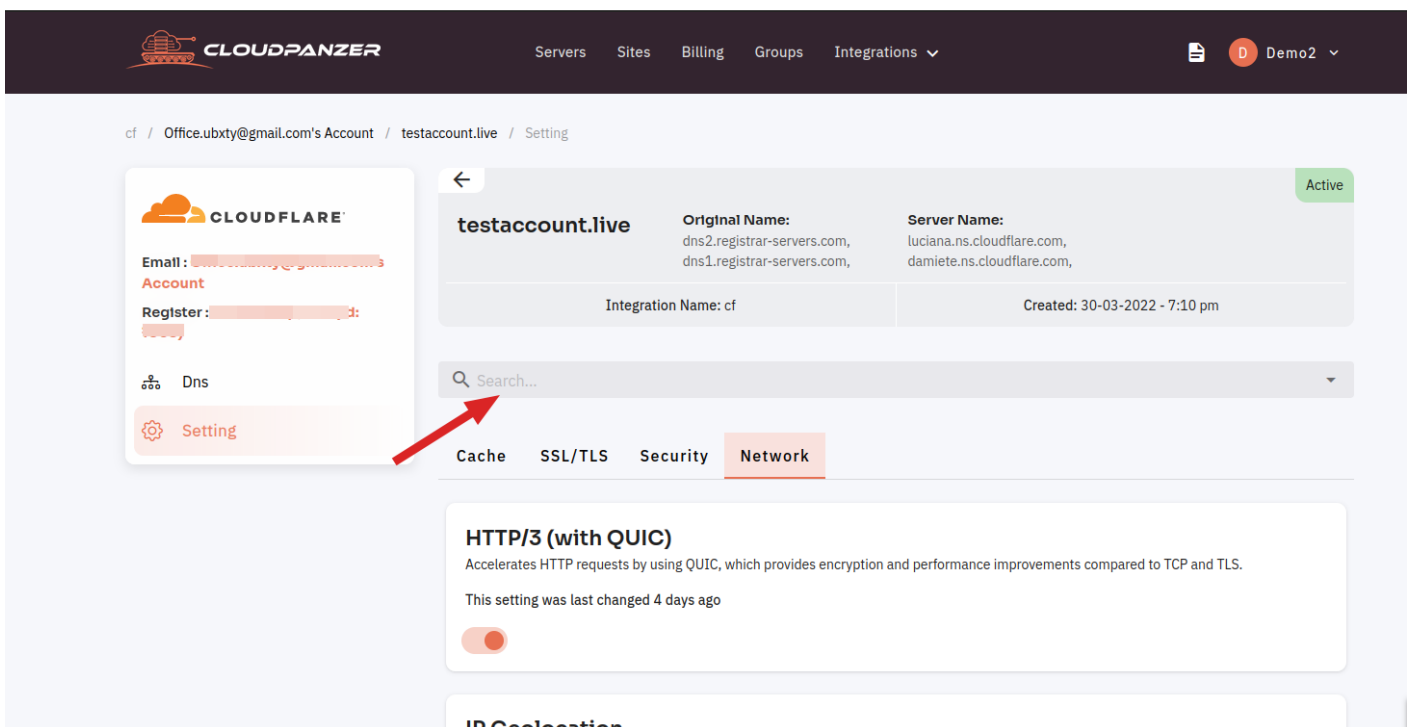 CLOUDPANZER
Servers Sites Billing Groups Integrations
D Demo2
cf / Office.ubxty@gmail.com's Account / testaccount.live / Setting
CLOUDFLARE
Email :
Account
Register :
Dns
Setting
Active
testaccount.live
Original Name:
dns2.registrar-servers.com,
dns1.registrar-servers.com,
Server Name:
luciana.ns.cloudflare.com,
damiete.ns.cloudflare.com,
Integration Name: cf
Created: 30-03-2022 - 7:10 pm
Search...
Cache SSL/TLS Security Network
HTTP/3 (with QUIC)
Accelerates HTTP requests by using QUIC, which provides encryption and performance improvements compared to TCP and TLS.
This setting was last changed 4 days ago
IP Geolocation